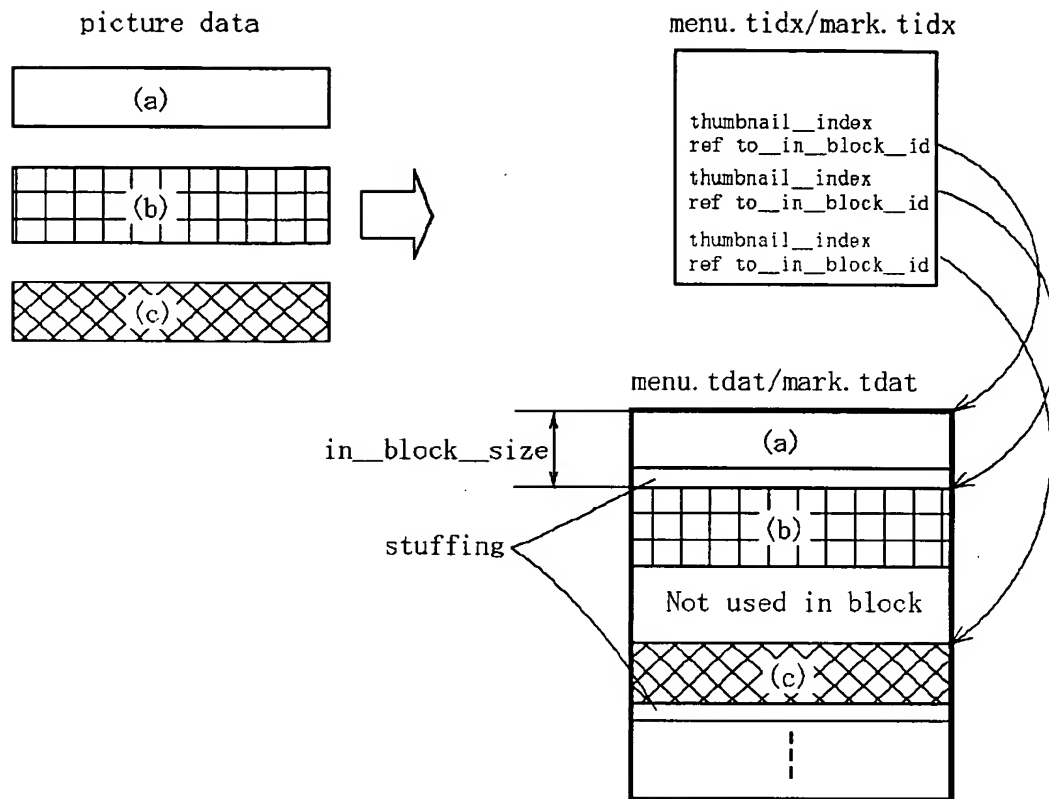 picture data
(a)
(b)
(c)
menu.tidx/mark.tidx
thumbnail__index
ref to__in__block__id
thumbnail__index
ref to__in__block__id
thumbnail__index
ref to__in__block__id
menu.tdat/mark.tdat
in__block__size
(a)
stuffing
(b)
Not used in block
(c)